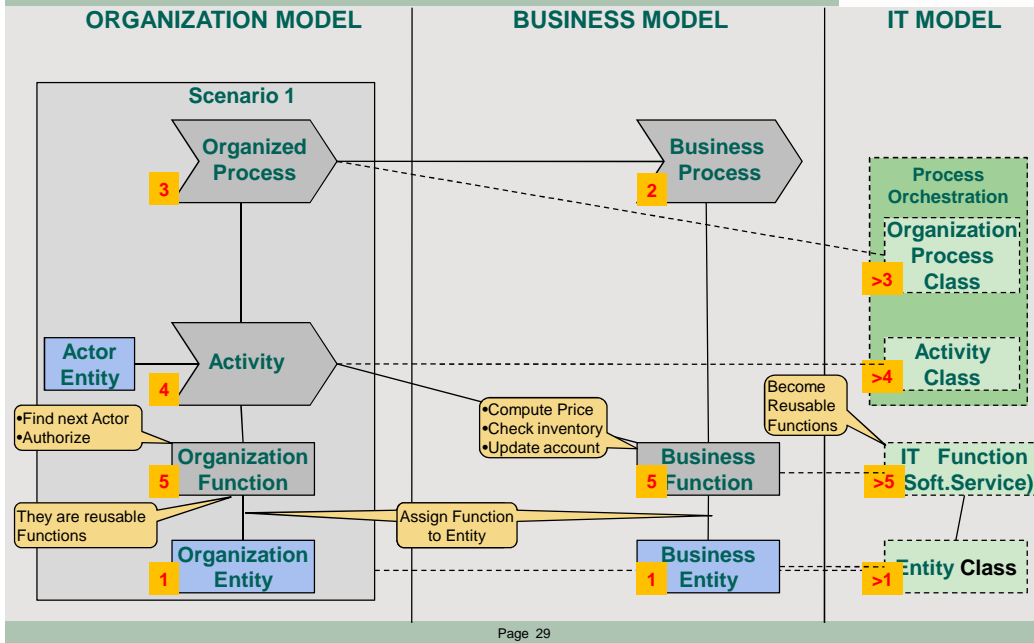 ORGANIZATION MODEL
BUSINESS MODEL
IT MODEL
Scenario 1
Organized
Process
3
Business
Process
2
Process
Orchestration
Organization
Process
Class
>3
Actor
Entity
Activity
4
Activity
Class
>4
•Find next Actor
•Authorize
•Compute Price
•Check inventory
•Update account
Become
Reusable
Functions
Organization
Function
5
Business
Function
5
IT Function
Soft.Service)
>5
They are reusable
Functions
Assign Function
to Entity
Organization
Entity
1
Business
Entity
1
Entity Class
>1
Page 29